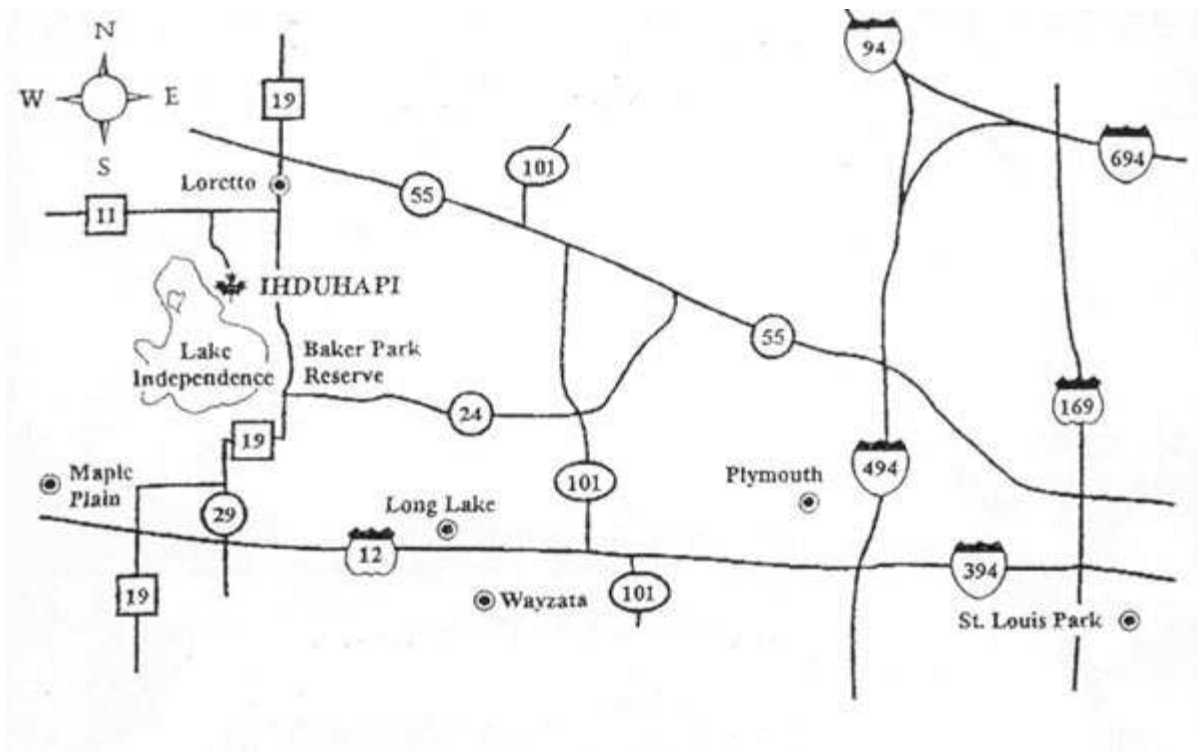 N
94
W
E
19
S
101
694
Loretto
55
11
IHDUHAPI
Lake
Independence
Baker Park
Reserve
55
24
169
19
Maple
Plain
101
Plymouth
494
29
Long Lake
12
394
19
Wayzata
101
St. Louis Park